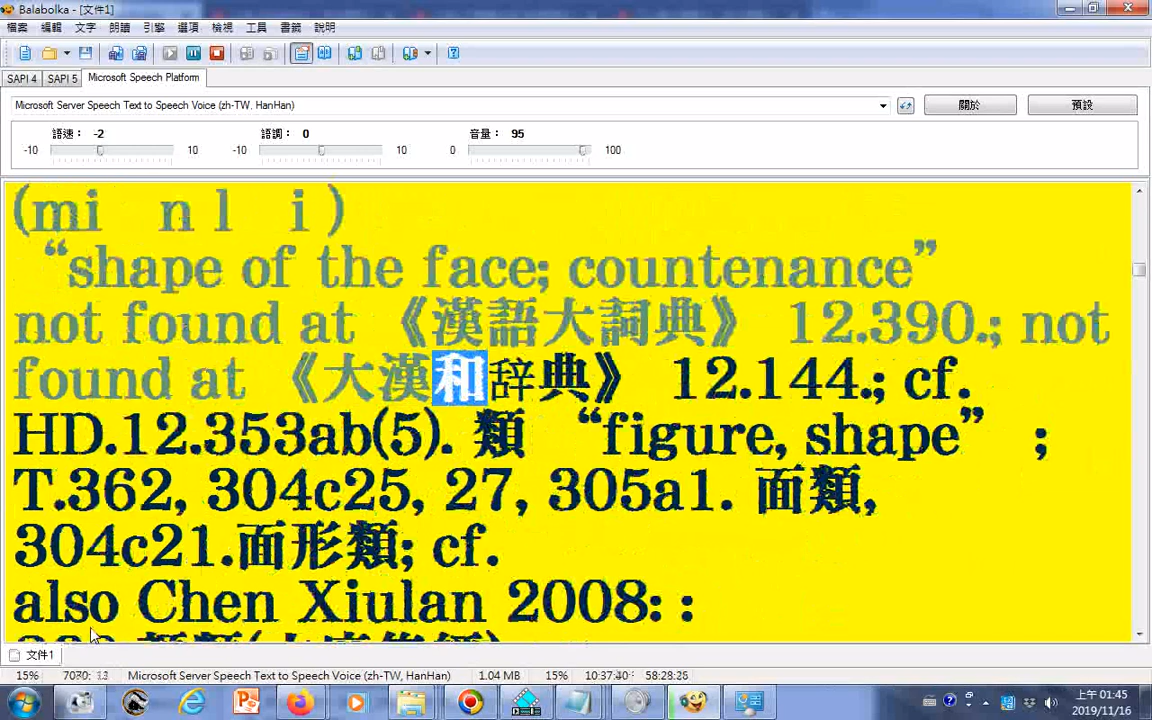 Balabolka - [文件1]
檔案 編輯 文字 朗讀 引擎 選項 檢視 工具 書籤 說明
SAPI 4 SAPI 5 Microsoft Speech Platform
Microsoft Server Speech Text to Speech Voice (zh-TW, HanHan) 關於 預設
語速： -2 語調： 0 音量： 95
-10 10 -10 10 0 100
(mi n l i )
“shape of the face; countenance”
not found at 《漢語大詞典》 12.390.; not
found at 《大漢和辞典》 12.144.; cf.
HD.12.353ab(5). 類 “figure, shape” ;
T.362, 304c25, 27, 305a1. 面類,
304c21.面形類; cf.
also Chen Xiulan 2008: :
文件1
15% Microsoft Server Speech Text to Speech Voice (zh-TW, HanHan) 1.04 MB 15% 10:37:40 58:28:25
上午 01:45
2019/11/16